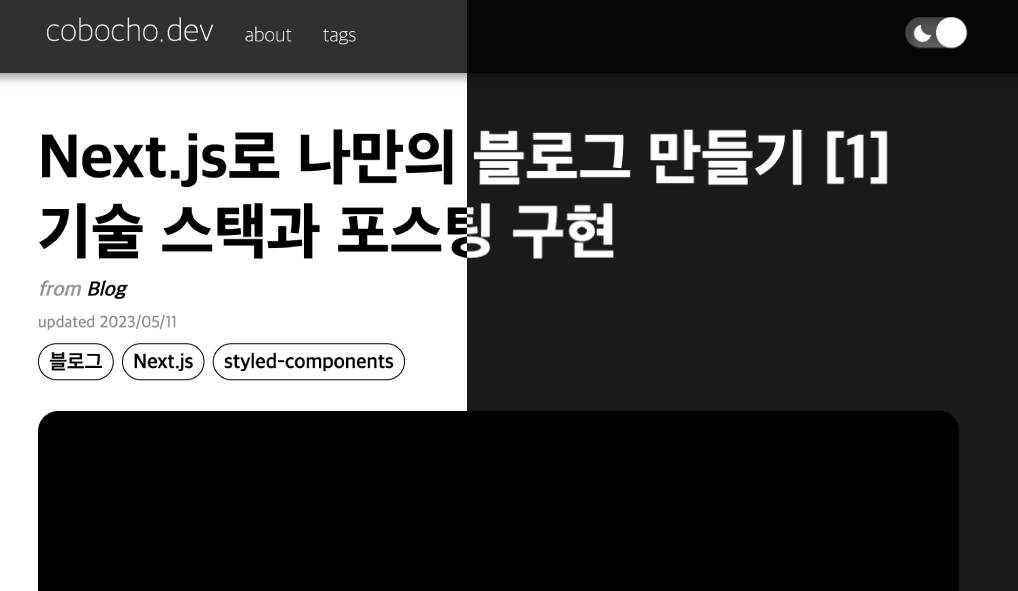 cobocho.dev about tags
Next.js로 나만의 블로그 만들기 [1]
기술 스택과 포스팅 구현
from Blog
updated 2023/05/11
블로그 Next.js styled-components